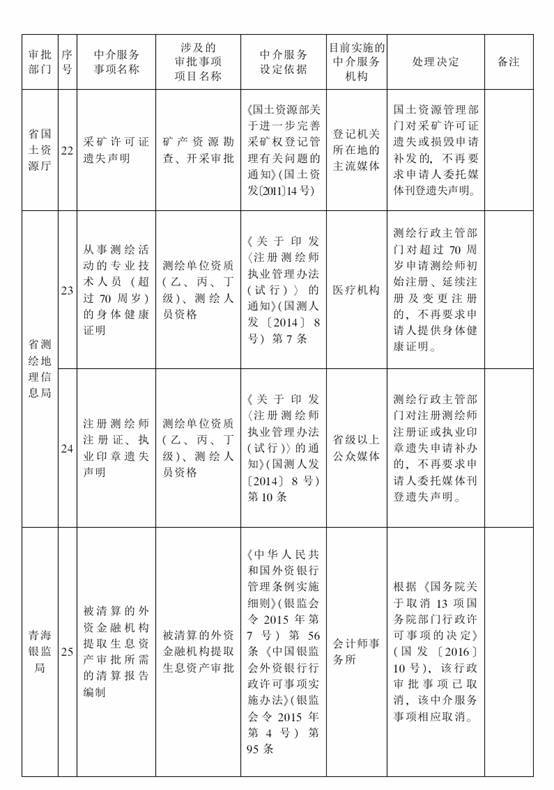 审批部门
序号
中介服务
事项名称
涉及的
审批事项
项目名称
中介服务
设定依据
目前实施的
中介服务
机构
处理决定
备注
省国
土资
源厅
22
采矿许可证
遗失声明
矿产资源勘
查、开采审批
《国土资源部关
于进一步完善
采矿权登记管
理有关问题的
通知》(国土资
发[2011]14号)
登记机关
所在地的
主流媒体
国土资源管理部
门对采矿许可证
遗失或损毁申请
补发的，不再要
求申请人委托媒
体刊登遗失声明。
省测
绘地
理信
息局
23
从事测绘活
动的专业技
术人员(超
过70周岁)
的身体健康
证明
测绘单位资质
(乙、丙、丁
级)、测绘人
员资格
《关于印发
〈注册测绘师
执业管理办法
(试行)〉的
通知》(国测人
发〔2014〕8
号)第7条
医疗机构
测绘行政主管部
门对超过70周
岁申请测绘师初
始注册、延续注
册及变更注册
的，不再要求申
请人提供身体健
康证明。
24
注册测绘师
注册证、执
业印章遗失
声明
测绘单位资质
(乙、丙、丁
级)、测绘人
员资格
《关于印发
〈注册测绘师
执业管理办法
(试行)〉的通
知》(国测人发
〔2014〕8号)
第10条
省级以上
公众媒体
测绘行政主管部
门对注册测绘师
注册证或执业印
章遗失申请补办
的，不再要求申
请人委托媒体刊
登遗失声明。
青海
银监
局
25
被清算的外
资金融机构
提取生息资
产审批所需
的清算报告
编制
被清算的外资
金融机构提取
生息资产审批
《中华人民共
和国外资银行
管理条例实施
细则》(银监会
令2015年第
7号)第56
条《中国银监
会外资银行行
政许可事项实
施办法》(银监
会令2015年
第4号)第
95条
会计师事
务所
根据《国务院关
于取消13项国
务院部门行政许
可事项的决定》
(国发〔2016〕
10号)，该行政
审批事项已取
消，该中介服务
事项相应取消。